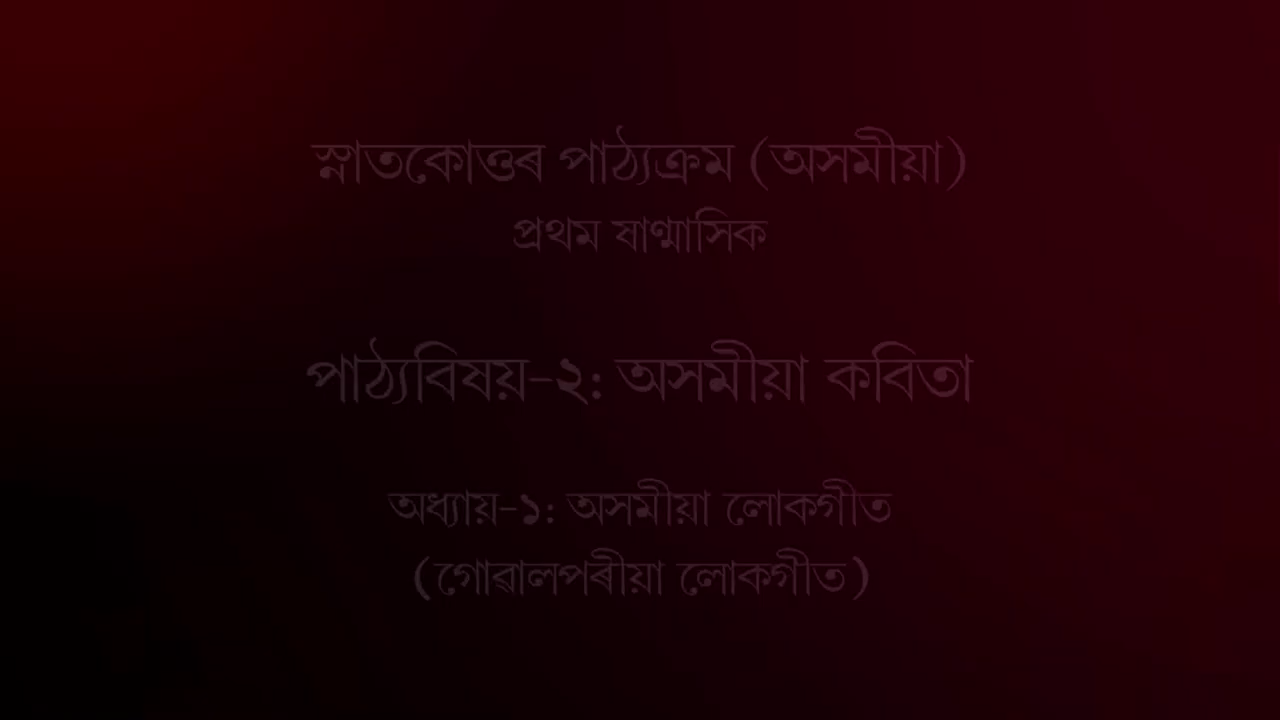 স্নাতকোত্তৰ পাঠ্যক্ৰম (অসমীয়া)
প্ৰথম ষাণ্মাসিক
পাঠ্যবিষয়-২: অসমীয়া কবিতা
অধ্যায়-১: অসমীয়া লোকগীত
(গোৱালপৰীয়া লোকগীত)